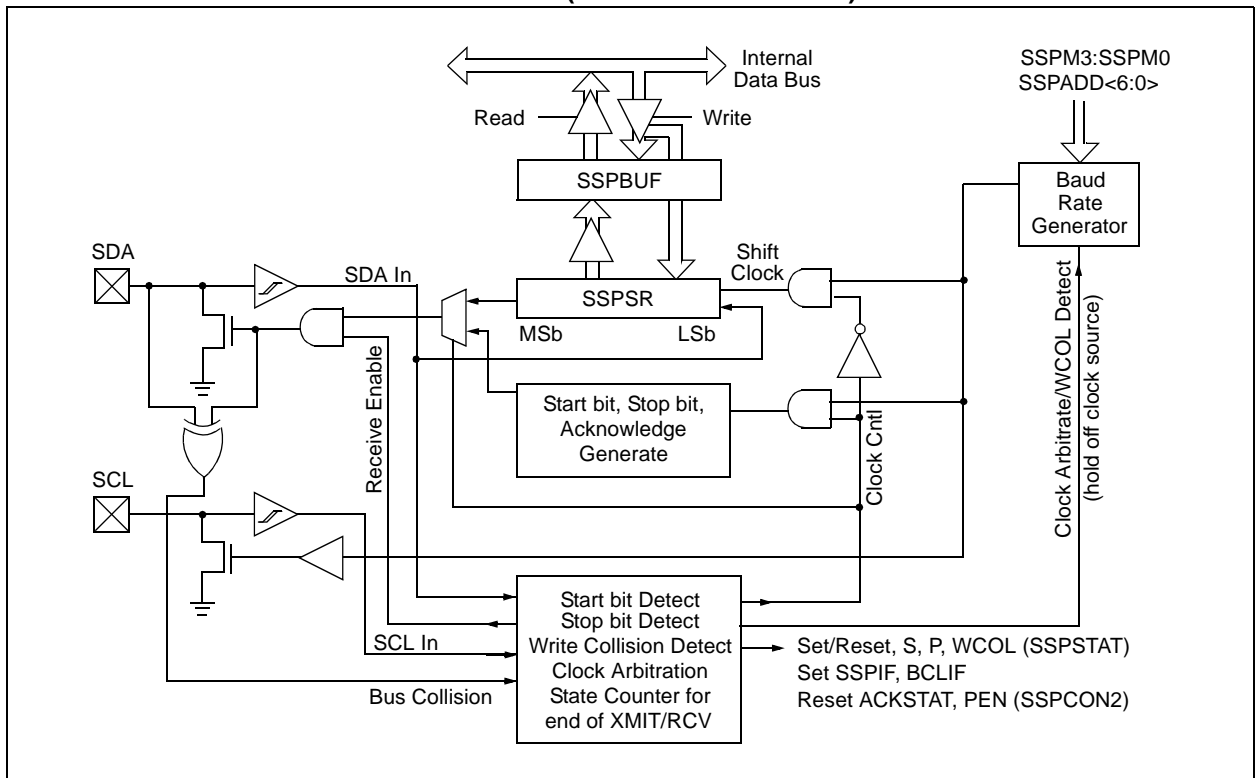 Internal
Data Bus
SSPM3:SSPM0
SSPADD<6:0>
Read
Write
SSPBUF
Baud
Rate
Generator
SDA
SDA In
Shift
Clock
SSPSR
MSb
LSb
Clock Arbitrate/WCOL Detect
(hold off clock source)
Receive Enable
Start bit, Stop bit,
Acknowledge
Generate
Clock Cntl
SCL
SCL In
Bus Collision
Start bit Detect
Stop bit Detect
Write Collision Detect
Clock Arbitration
State Counter for
end of XMIT/RCV
Set/Reset, S, P, WCOL (SSPSTAT)
Set SSPIF, BCLIF
Reset ACKSTAT, PEN (SSPCON2)